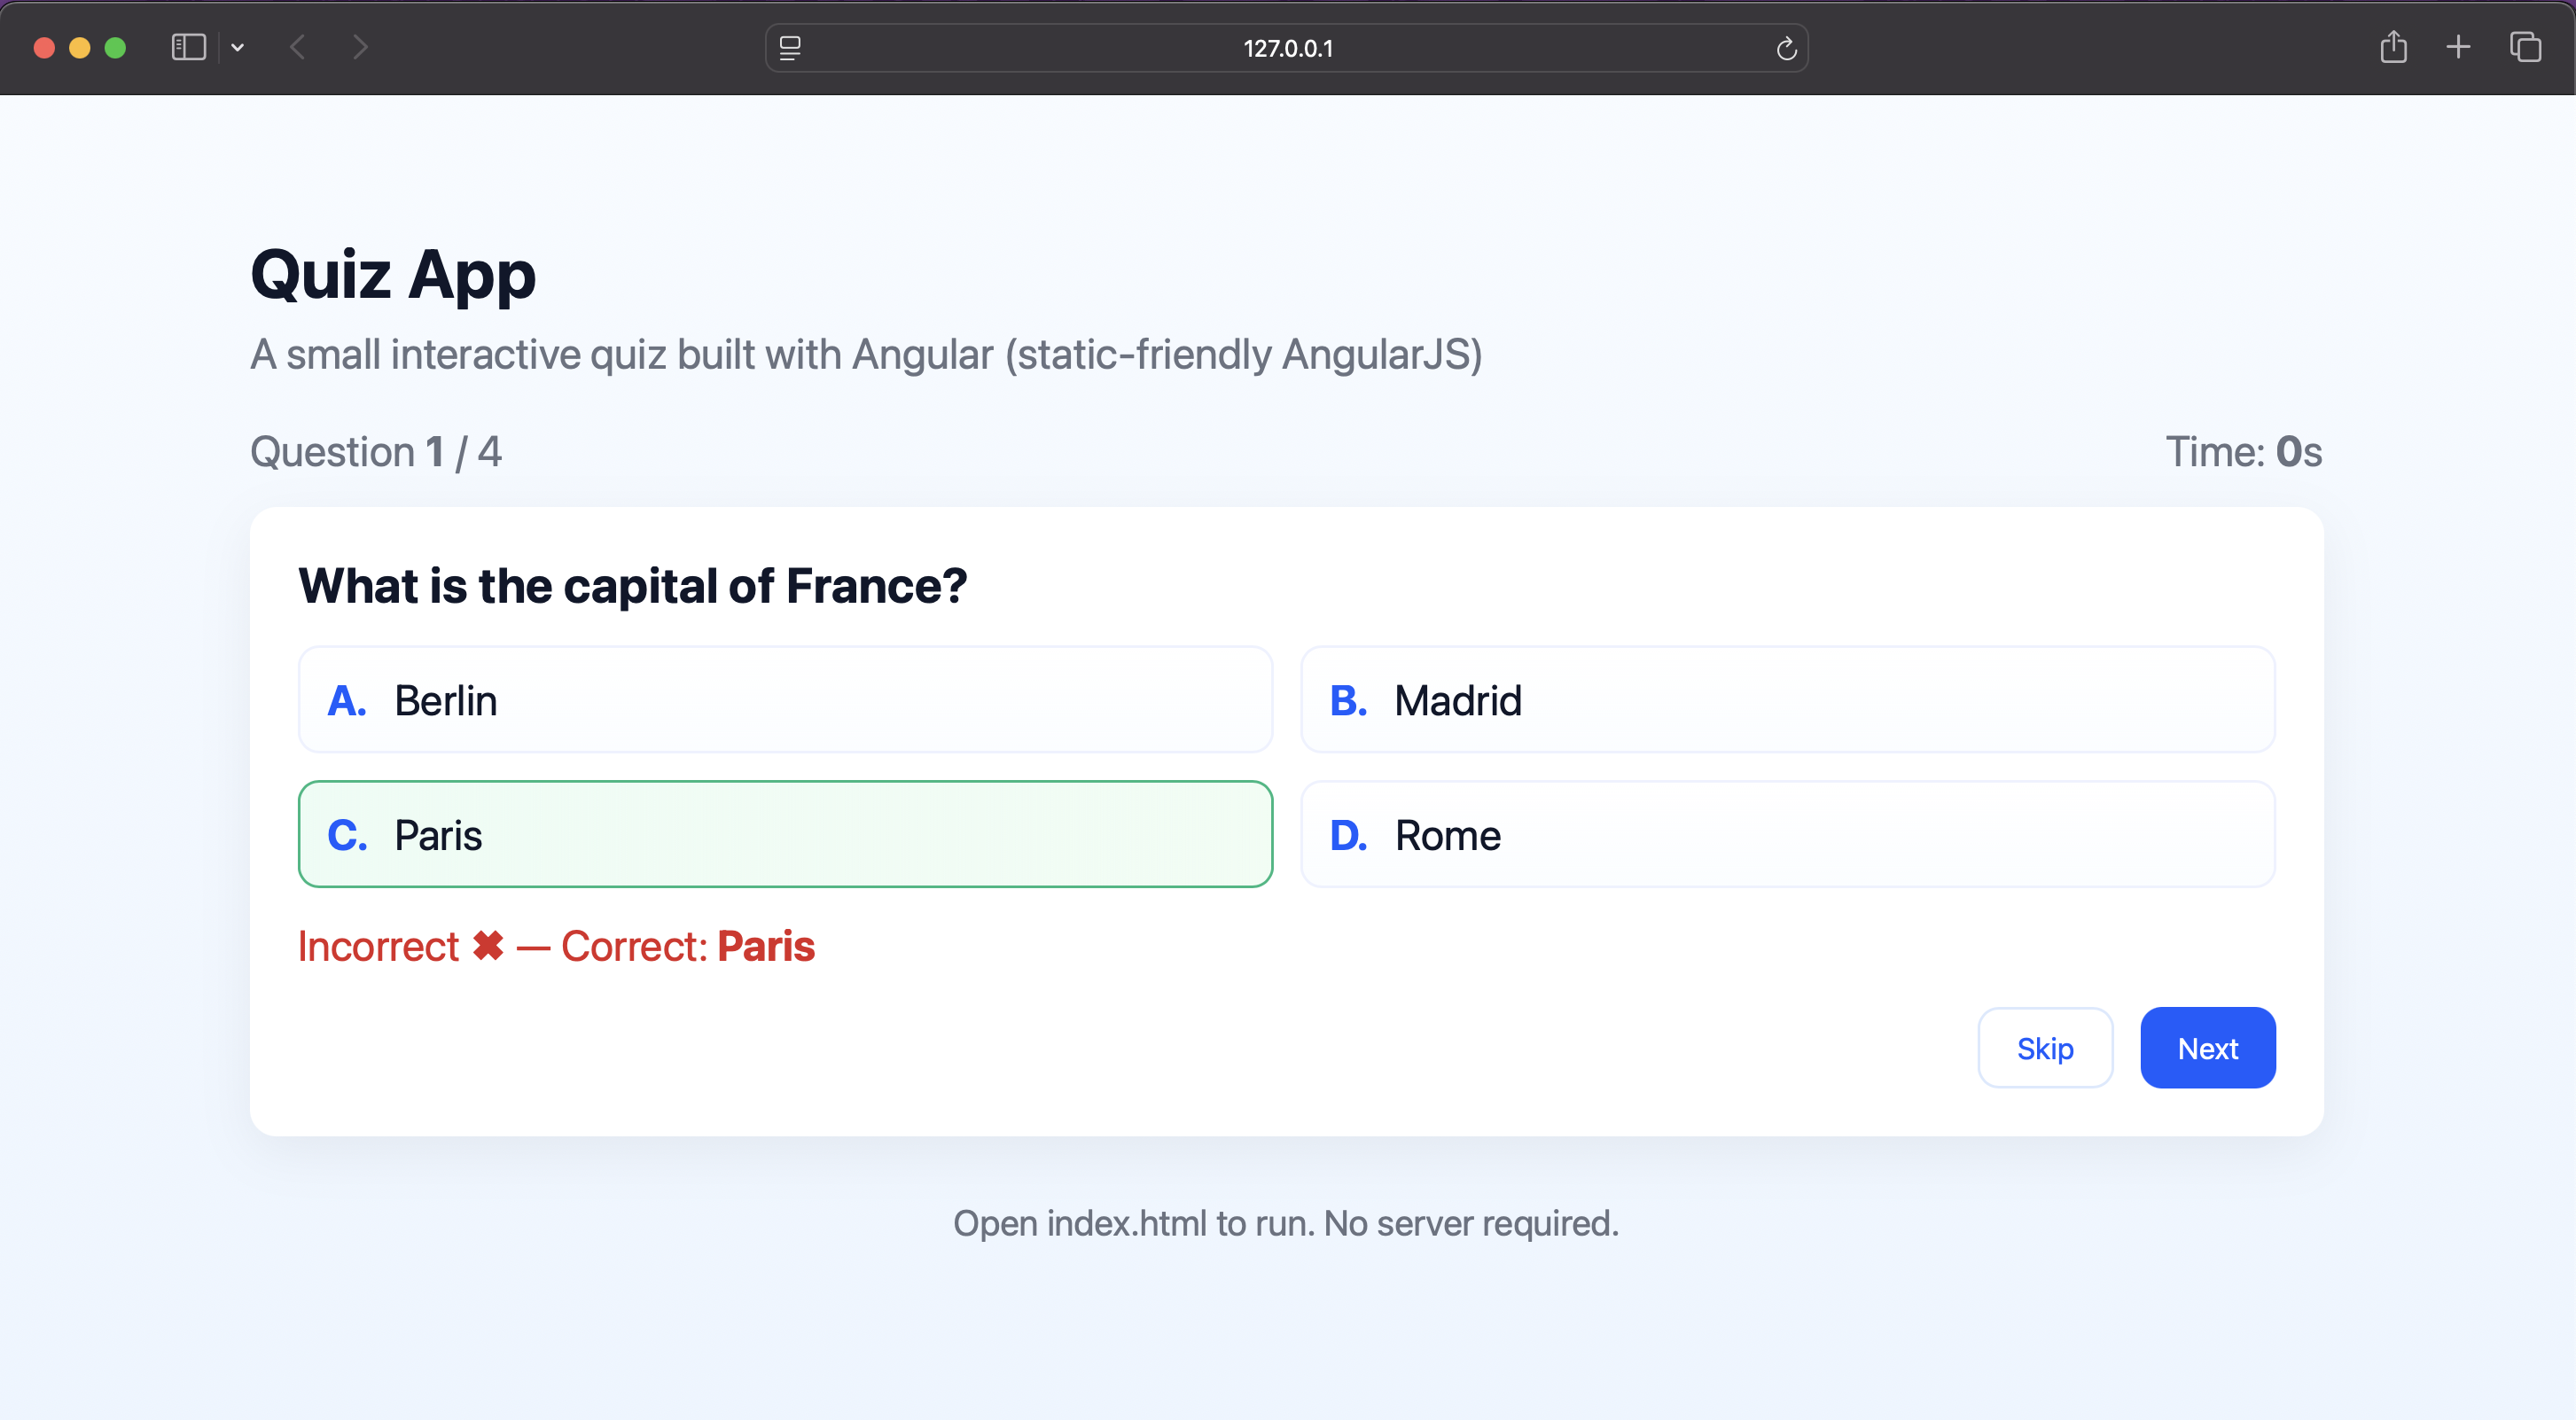 127.0.0.1
Quiz App
A small interactive quiz built with Angular (static-friendly AngularJS)
Question 1 / 4
Time: 0s
What is the capital of France?
A. Berlin
B. Madrid
C. Paris
D. Rome
Incorrect ✖ — Correct: Paris
Skip
Next
Open index.html to run. No server required.